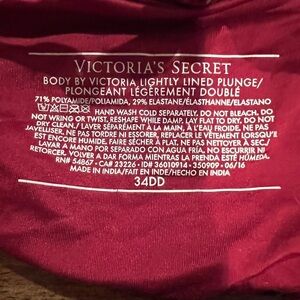 VICTORIA'S SECRET
BODY BY VICTORIA LIGHTLY LINED PLUNGE/
PLONGEANT LÉGÈREMENT DOUBLÉ
71% POLYAMIDE/POLIAMIDA, 29% ELASTANE/ÉLASTHANNE/ELASTANO
HAND WASH COLD SEPARATELY. DO NOT BLEACH. DO
NOT WRING OR TWIST, RESHAPE WHILE DAMP, LAY FLAT TO DRY. DO NOT
DRY CLEAN./ LAVER SÉPARÉMENT À LA MAIN, À L'EAU FROIDE. NE PAS
JAVELLISER, NE PAS TORDRE NI ESSORER, REPLACER LE VÊTEMENT LORSQU'IL
EST ENCORE HUMIDE, FAIRE SÉCHER À PLAT. NE PAS NETTOYER À SEC./
LAVAR A MANO POR SEPARADO CON AGUA FRÍA. NO ESCURRIR NI
RETORCER, VOLVER A DAR FORMA MIENTRAS LA PRENDA ESTÉ HÚMEDA.
RN# 54867 • CA# 23226 • ID# 36010914 • 350909 • 06/16
MADE IN INDIA/FAIT EN INDE/HECHO EN INDIA
34DD